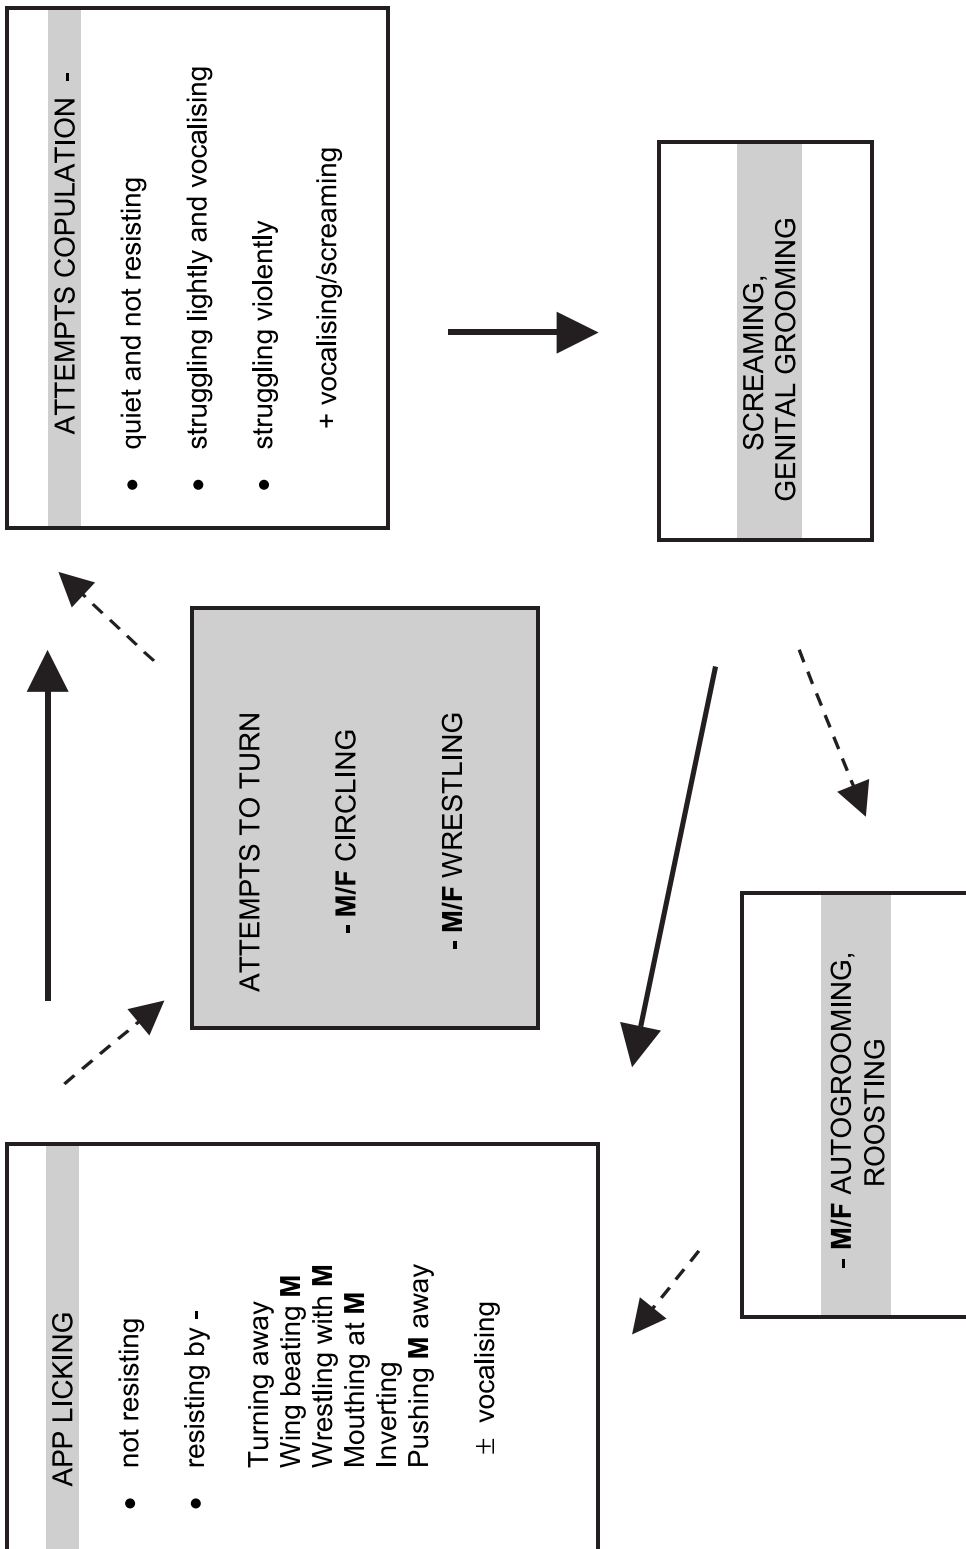 APP LICKING
• not resisting
• resisting by -
Turning away
Wing beating M
Wrestling with M
Mouthing at M
Inverting
Pushing M away
± vocalising
ATTEMPTS TO TURN
- M/F CIRCLING
- M/F WRESTLING
ATTEMPTS COPULATION -
• quiet and not resisting
• struggling lightly and vocalising
• struggling violently
+ vocalising/screaming
- M/F AUTOGROOMING,
ROOSTING
SCREAMING,
GENITAL GROOMING